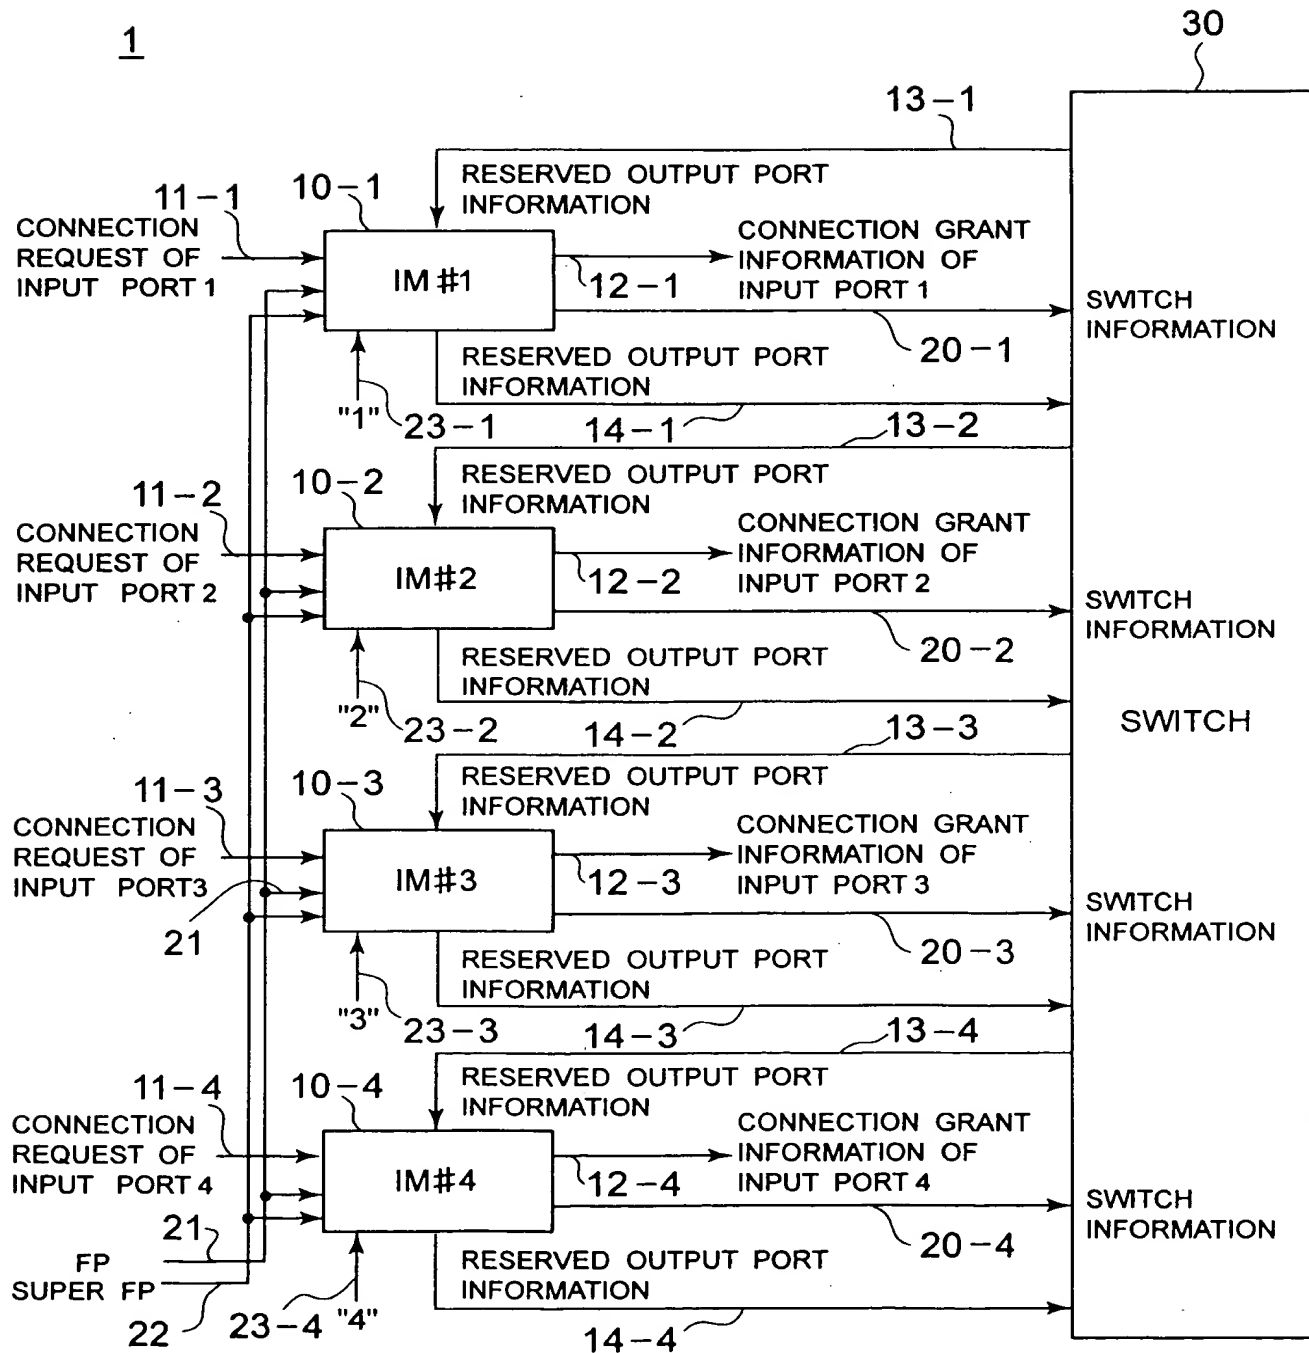 1
30
13-1
RESERVED OUTPUT PORT
INFORMATION
10-1
11-1
CONNECTION
REQUEST OF
INPUT PORT 1
IM #1
CONNECTION GRANT
INFORMATION OF
INPUT PORT 1
12-1
SWITCH
INFORMATION
20-1
RESERVED OUTPUT PORT
INFORMATION
"1"
23-1
14-1
13-2
RESERVED OUTPUT PORT
INFORMATION
10-2
11-2
CONNECTION
REQUEST OF
INPUT PORT 2
IM#2
CONNECTION GRANT
INFORMATION OF
INPUT PORT 2
12-2
SWITCH
INFORMATION
20-2
RESERVED OUTPUT PORT
INFORMATION
"2"
23-2
14-2
SWITCH
13-3
RESERVED OUTPUT PORT
INFORMATION
10-3
11-3
CONNECTION
REQUEST OF
INPUT PORT3
21
IM#3
CONNECTION GRANT
INFORMATION OF
INPUT PORT 3
12-3
SWITCH
INFORMATION
20-3
RESERVED OUTPUT PORT
INFORMATION
"3"
23-3
14-3
13-4
RESERVED OUTPUT PORT
INFORMATION
10-4
11-4
CONNECTION
REQUEST OF
INPUT PORT 4
IM#4
CONNECTION GRANT
INFORMATION OF
INPUT PORT 4
12-4
SWITCH
INFORMATION
20-4
21
FP
SUPER FP
22
RESERVED OUTPUT PORT
INFORMATION
23-4
"4"
14-4